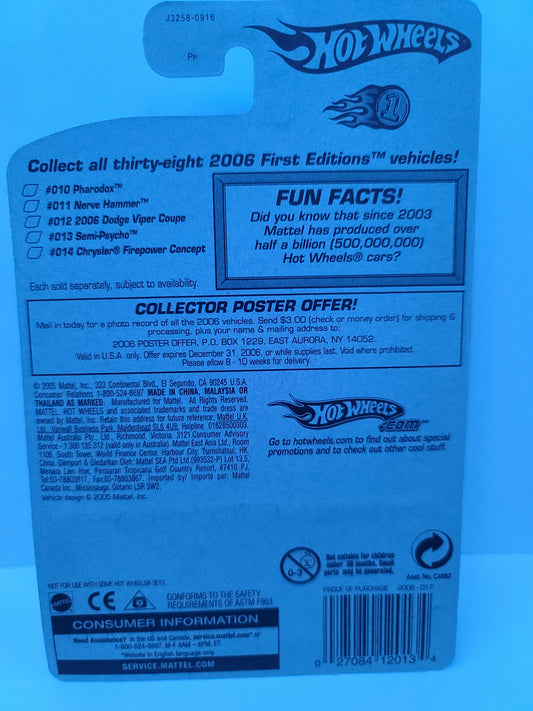 J3258-0916
Pp
HOT WHEELS
1
Collect all thirty-eight 2006 First Editions™ vehicles!
#010 Pharodox™
#011 Nerve Hammer™
#012 2006 Dodge Viper Coupe
#013 Semi-Psycho™
#014 Chrysler® Firepower Concept
Each sold separately, subject to availability.
FUN FACTS!
Did you know that since 2003
Mattel has produced over
half a billion (500,000,000)
Hot Wheels® cars?
COLLECTOR POSTER OFFER!
Mail in today for a photo record of all the 2006 vehicles. Send $3.00 (check or money order) for shipping &
processing, plus your name & mailing address to:
2006 POSTER OFFER, P.O. BOX 1229, EAST AURORA, NY 14052.
Valid in U.S.A. only. Offer expires December 31, 2006, or while supplies last. Void where prohibited.
Please allow 8 - 10 weeks for delivery.
© 2005 Mattel, Inc., 333 Continental Blvd., El Segundo, CA 90245 U.S.A.
Consumer Relations 1-800-524-8697. MADE IN CHINA, MALAYSIA OR
THAILAND AS MARKED. Manufactured for Mattel. All Rights Reserved.
MATTEL, HOT WHEELS and associated trademarks and trade dress are
owned by Mattel, Inc. Retain this address for future reference: Mattel U.K.
Ltd., Vanwall Business Park, Maidenhead SL6 4UB. Helpline 01628500303.
Mattel Australia Pty., Ltd., Richmond, Victoria. 3121.Consumer Advisory
Service - 1 300 135 312 (valid only in Australia). Mattel East Asia Ltd., Room
1106, South Tower, World Finance Centre, Harbour City, Tsimshatsui, HK,
China. Diimport & Diedarkan Oleh: Mattel SEA Ptd Ltd.(993532-P) Lot 13.5,
Menara Lien Hoe, Persiaran Tropicana Golf Country Resort, 47410 PJ.
Tel:03-78803817, Fax:03-78803867. Imported by/ Importé par: Mattel
Canada Inc., Mississauga, Ontario L5R 3W2.
Vehicle design © 2005 Mattel, Inc.
HOT WHEELS
.COM™
Go to hotwheels.com to find out about special
promotions and to check out other cool stuff.
0-3
Not suitable for children
under 36 months. Small
parts may be generated.
Asst. No. C4982
NOT FOR USE WITH SOME HOT WHEELS® SETS.
MATTEL
CE
CONFORMS TO THE SAFETY
REQUIREMENTS OF ASTM F963.
PROOF OF PURCHASE 2006 - 017
CONSUMER INFORMATION
Need Assistance? In the US and Canada, service.mattel.com* or
1-800-524-8697, M-F 8AM – 6PM, ET.
*Website in English language only
SERVICE.MATTEL.COM
0 27084 12013 4